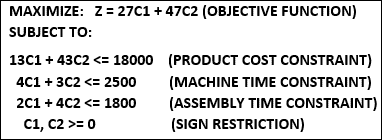 MAXIMIZE: Z = 27C1 + 47C2 (OBJECTIVE FUNCTION)
SUBJECT TO:
13C1 + 43C2 <= 18000 (PRODUCT COST CONSTRAINT)
4C1 + 3C2 <= 2500 (MACHINE TIME CONSTRAINT)
2C1 + 4C2 <= 1800 (ASSEMBLY TIME CONSTRAINT)
C1, C2 >= 0 (SIGN RESTRICTION)